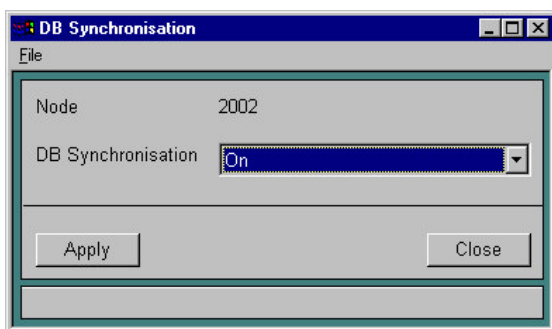 DB Synchronisation
File
Node 2002
DB Synchronisation On
Apply Close